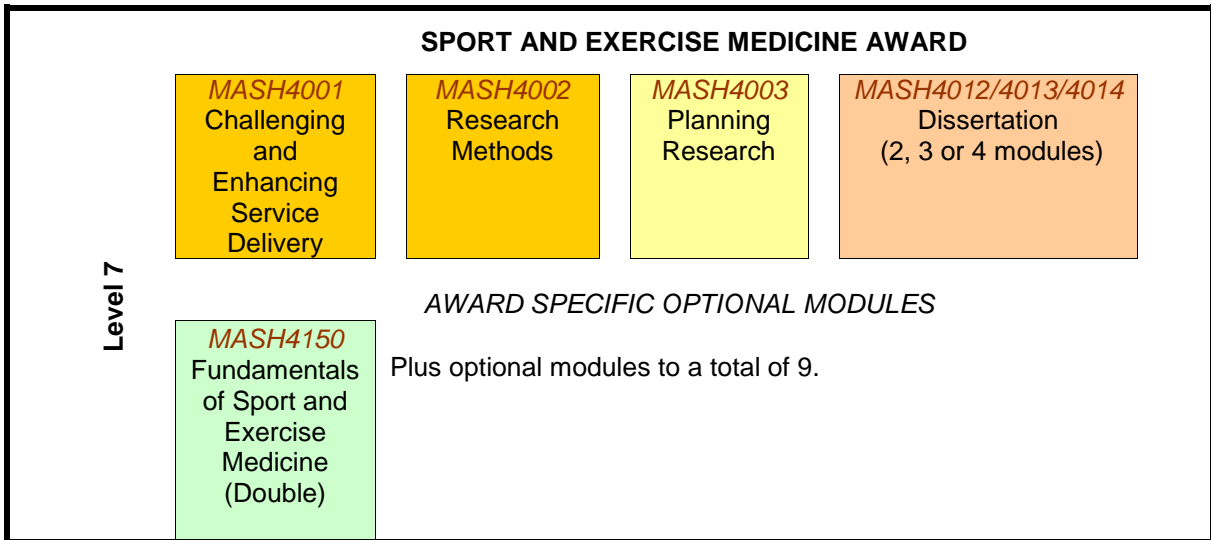 SPORT AND EXERCISE MEDICINE AWARD
MASH4001
Challenging
and
Enhancing
Service
Delivery
MASH4002
Research
Methods
MASH4003
Planning
Research
MASH4012/4013/4014
Dissertation
(2, 3 or 4 modules)
Level 7
AWARD SPECIFIC OPTIONAL MODULES
MASH4150
Fundamentals
of Sport and
Exercise
Medicine
(Double)
Plus optional modules to a total of 9.